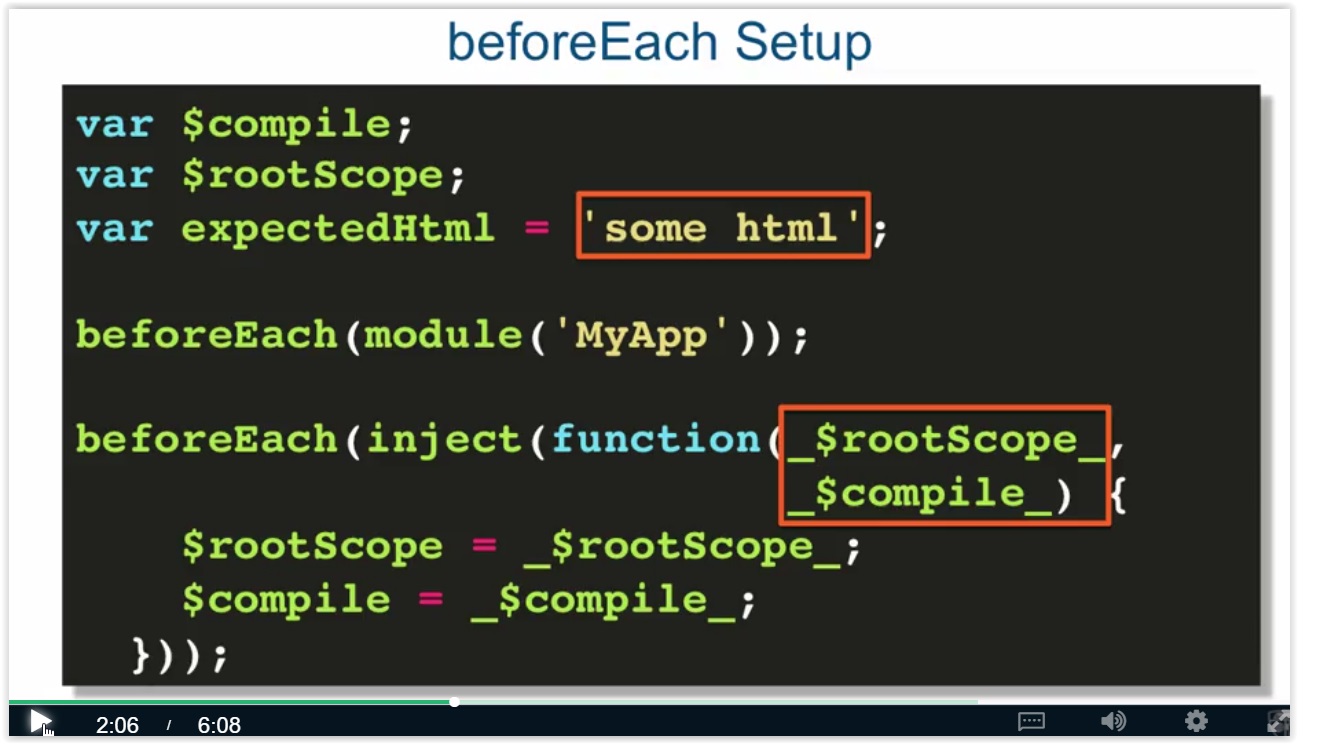 beforeEach Setup
var $compile;
var $rootScope;
var expectedHtml = 'some html';
beforeEach(module('MyApp'));
beforeEach(inject(function(_$rootScope_,
_$compile_) {
$rootScope = _$rootScope_;
$compile = _$compile_;
}));
2:06 / 6:08